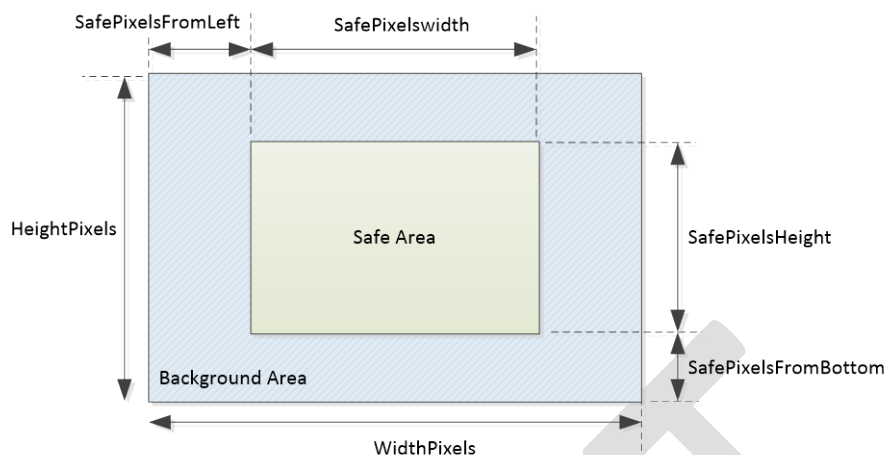 SafePixelsFromLeft
SafePixelswidth
HeightPixels
Safe Area
SafePixelsHeight
SafePixelsFromBottom
Background Area
WidthPixels